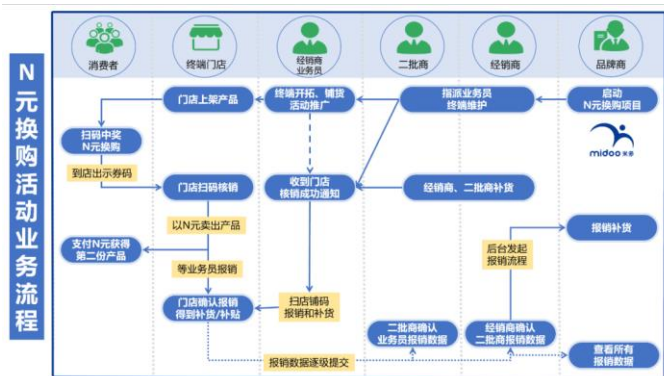 N元换购活动业务流程
消费者
终端门店
经销商
业务员
二批商
经销商
品牌商
门店上架产品
终端开拓、铺货
活动推广
指派业务员
终端维护
启动
N元换购项目
midoo 米多
扫码中奖
N元换购
到店出示券码
门店扫码核销
收到门店
核销成功通知
经销商、二批商补货
以N元卖出产品
报销补货
支付N元获得
第二份产品
后台发起
报销流程
等业务员报销
门店确认报销
得到补货/补贴
扫店铺码
报销和补货
二批商确认
业务员报销数据
经销商确认
二批商报销数据
报销数据逐级提交
查看所有
报销数据